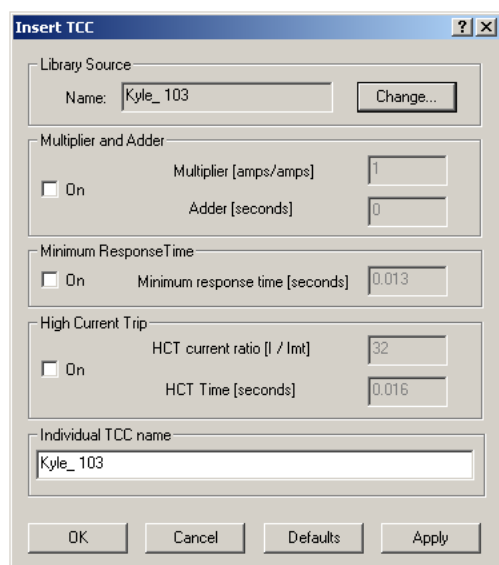 Insert TCC
Library Source
Name: Kyle_ 103 Change...
Multiplier and Adder
On
Multiplier [amps/amps] 1
Adder [seconds] 0
Minimum ResponseTime
On Minimum response time [seconds] 0.013
High Current Trip
On
HCT current ratio [I / Imt] 32
HCT Time [seconds] 0.016
Individual TCC name
Kyle_ 103
OK Cancel Defaults Apply